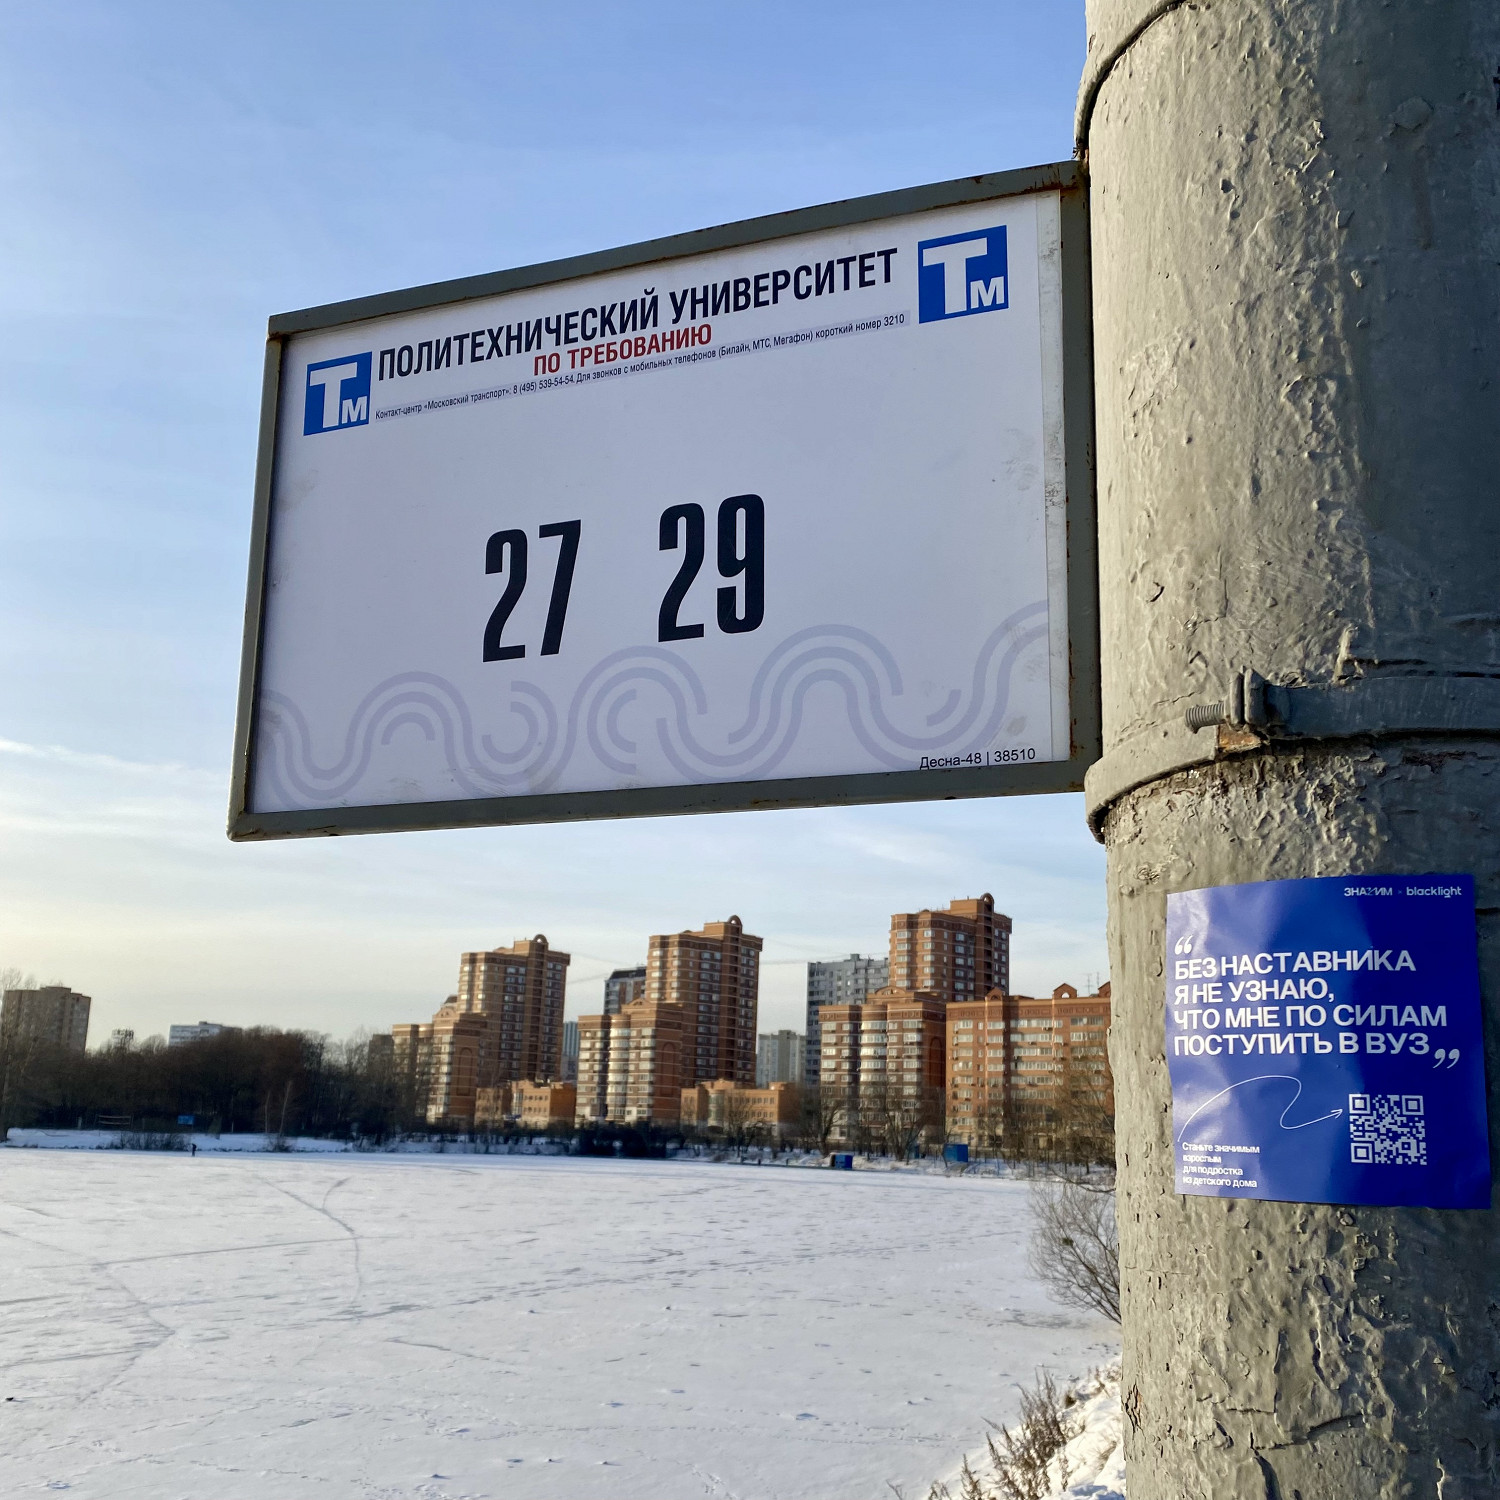 ПОЛИТЕХНИЧЕСКИЙ УНИВЕРСИТЕТ
ПО ТРЕБОВАНИЮ
Контакт-центр «Московский транспорт»: 8 (495) 539-54-54. Для звонков с мобильных телефонов (Билайн, МТС, Мегафон) короткий номер 3210
Тм
Тм
27 29
Десна-48 | 38510
ЗНАЧИМ × blacklight
“
БЕЗ НАСТАВНИКА
Я НЕ УЗНАЮ,
ЧТО МНЕ ПО СИЛАМ
ПОСТУПИТЬ В ВУЗ„
Станьте значимым
взрослым
для подростка
из детского дома